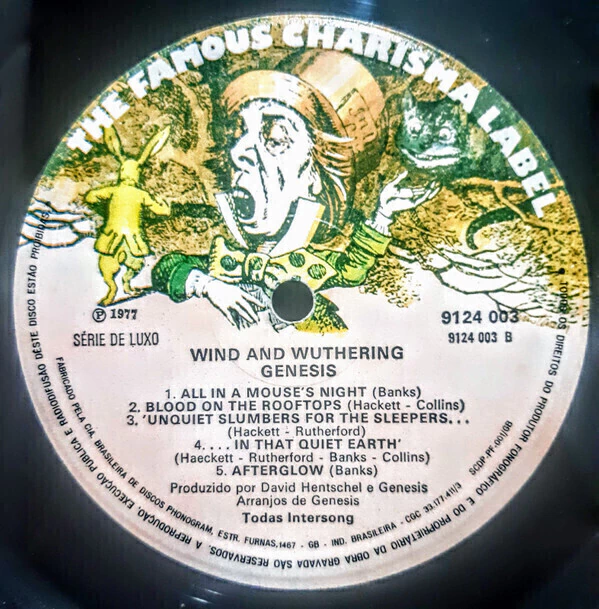 THE FAMOUS CHARISMA LABEL
℗ 1977
SÉRIE DE LUXO
9124 003
9124 003 B
WIND AND WUTHERING
GENESIS
1. ALL IN A MOUSE'S NIGHT (Banks)
2. BLOOD ON THE ROOFTOPS (Hackett - Collins)
3. 'UNQUIET SLUMBERS FOR THE SLEEPERS...
(Hackett - Rutherford)
4. ... IN THAT QUIET EARTH'
(Haeckett - Rutherford - Banks - Collins)
5. AFTERGLOW (Banks)
Produzido por David Hentschel e Genesis
Arranjos de Genesis
Todas Intersong
FABRICADO PELA CIA. BRASILEIRA DE DISCOS PHONOGRAM, ESTR. FURNAS, 1467 - GB - IND. BRASILEIRA - CGC 33.177.411/3 SCDP-PF-001/GB
TODOS OS DIREITOS DO PRODUTOR FONOGRÁFICO E DO PROPRIETÁRIO DA OBRA GRAVADA SÃO RESERVADOS. A REPRODUÇÃO, EXECUÇÃO PÚBLICA E RADIODIFUSÃO DESTE DISCO ESTÃO PROIBIDAS